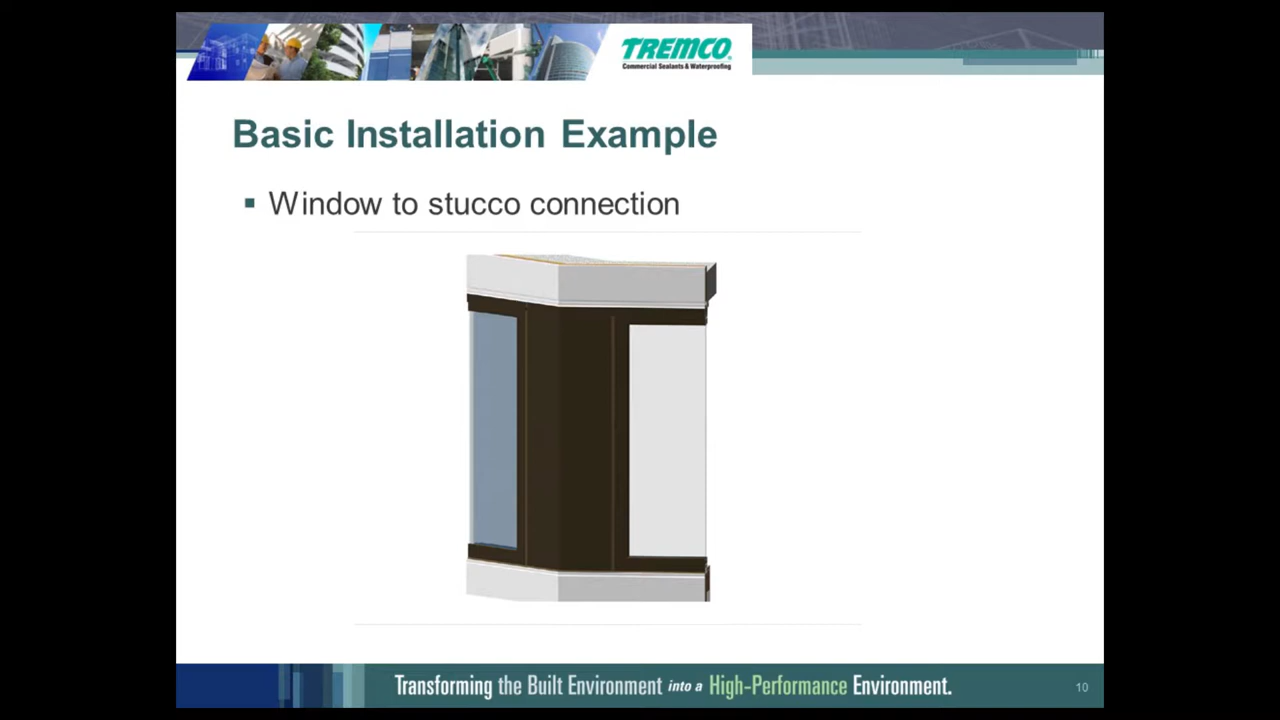 TREMCO
Commercial Sealants & Waterproofing
Basic Installation Example
Window to stucco connection
Transforming the Built Environment into a High-Performance Environment.
10